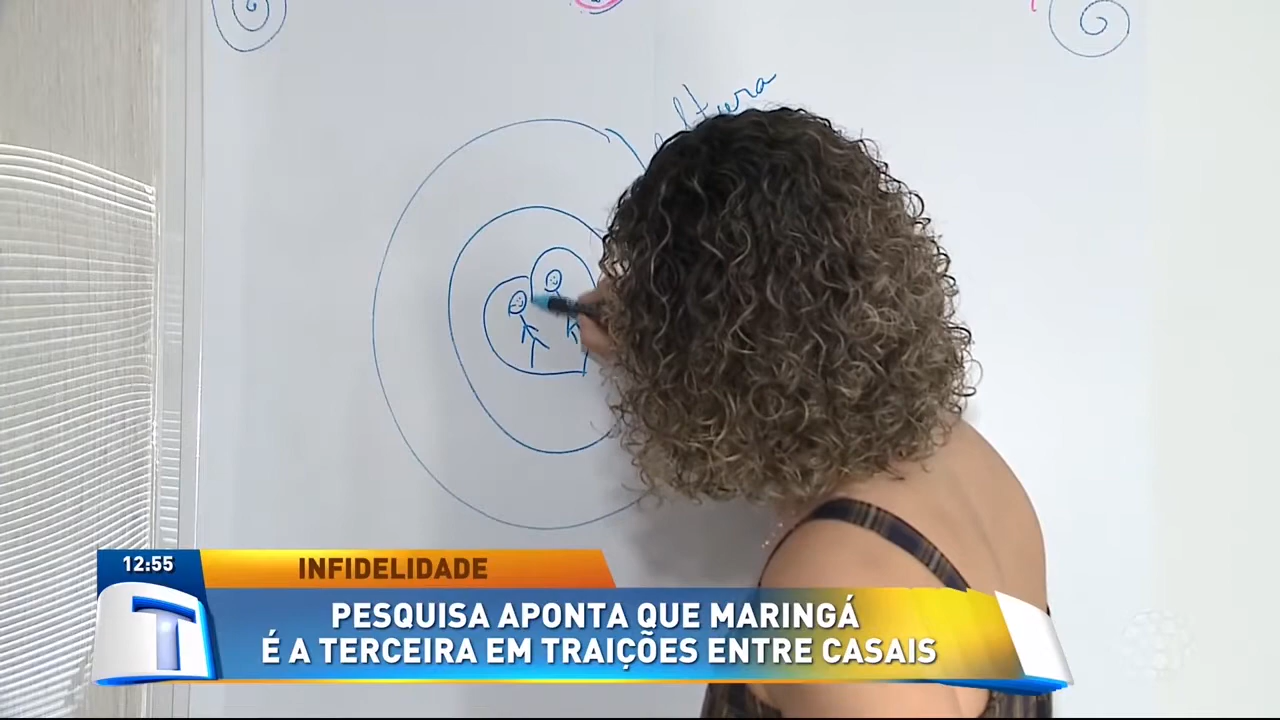 12:55
INFIDELIDADE
T
PESQUISA APONTA QUE MARINGÁ
É A TERCEIRA EM TRAIÇÕES ENTRE CASAIS